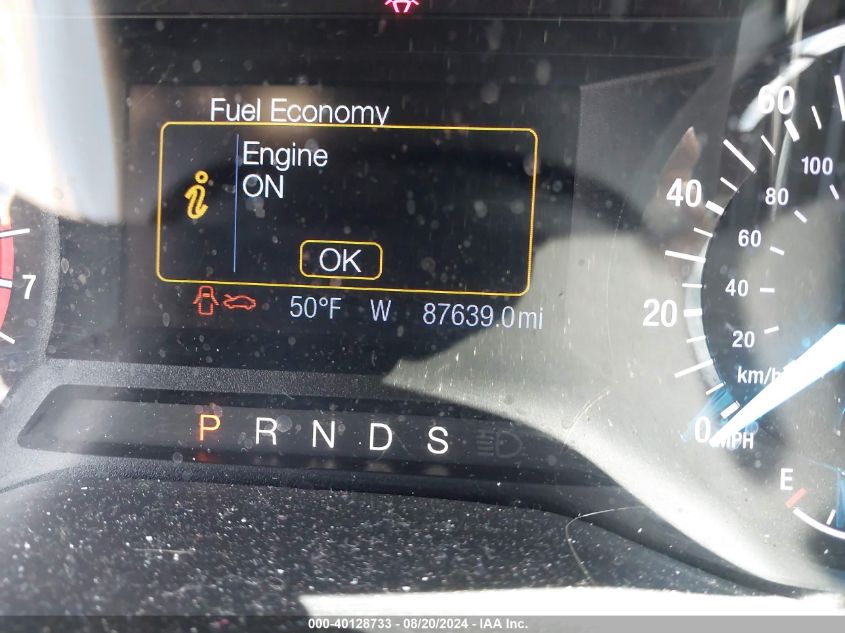 Fuel Economy
Engine
ON
OK
50°F W 87639.0mi
P R N D S
7
0 20 40 60
MPH
20 40 60 80 100
km/h
E
000-40128733 - 08/20/2024 - IAA Inc.